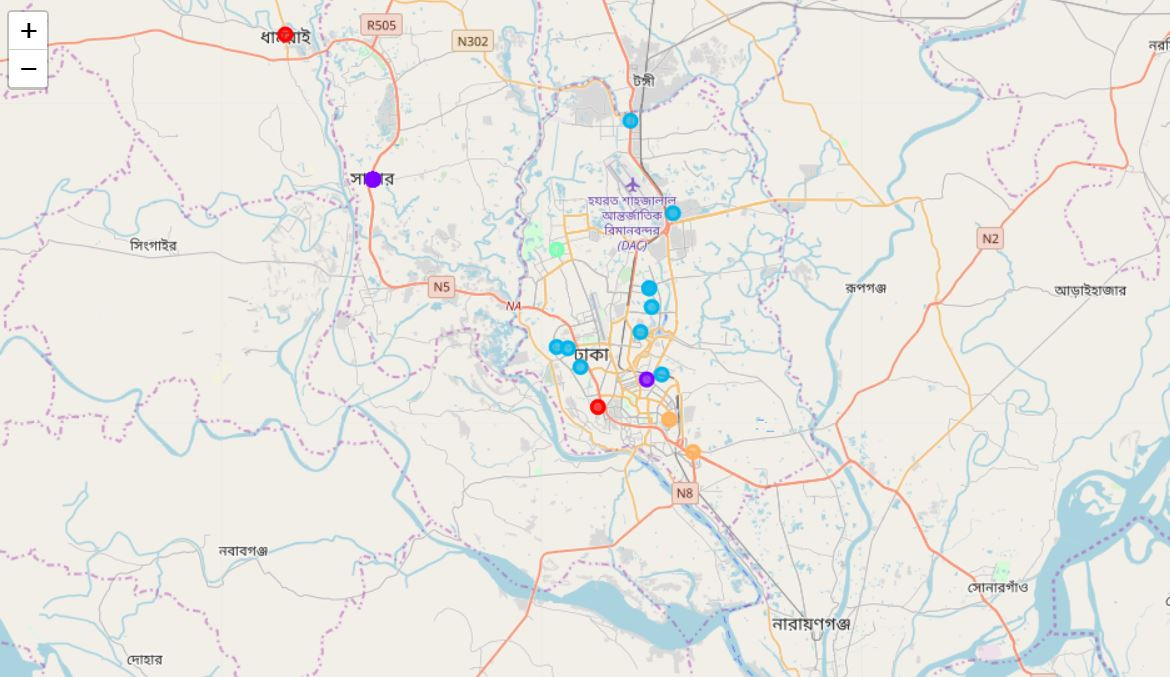 +
−
R505
N302
টঙ্গী
হযরত শাহজালাল
আন্তর্জাতিক
বিমানবন্দর
(DAC)
সিংগাইর
N2
N5
NA
রূপগঞ্জ
আড়াইহাজার
ঢাকা
N8
নবাবগঞ্জ
সোনারগাঁও
নারায়ণগঞ্জ
দোহার